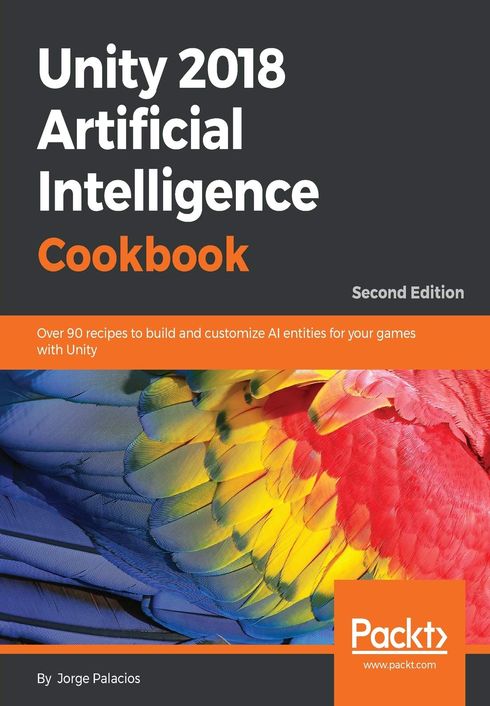 Unity 2018
Artificial
Intelligence
Cookbook
Second Edition
Over 90 recipes to build and customize AI entities for your games
with Unity
Packt>
www.packt.com
By Jorge Palacios